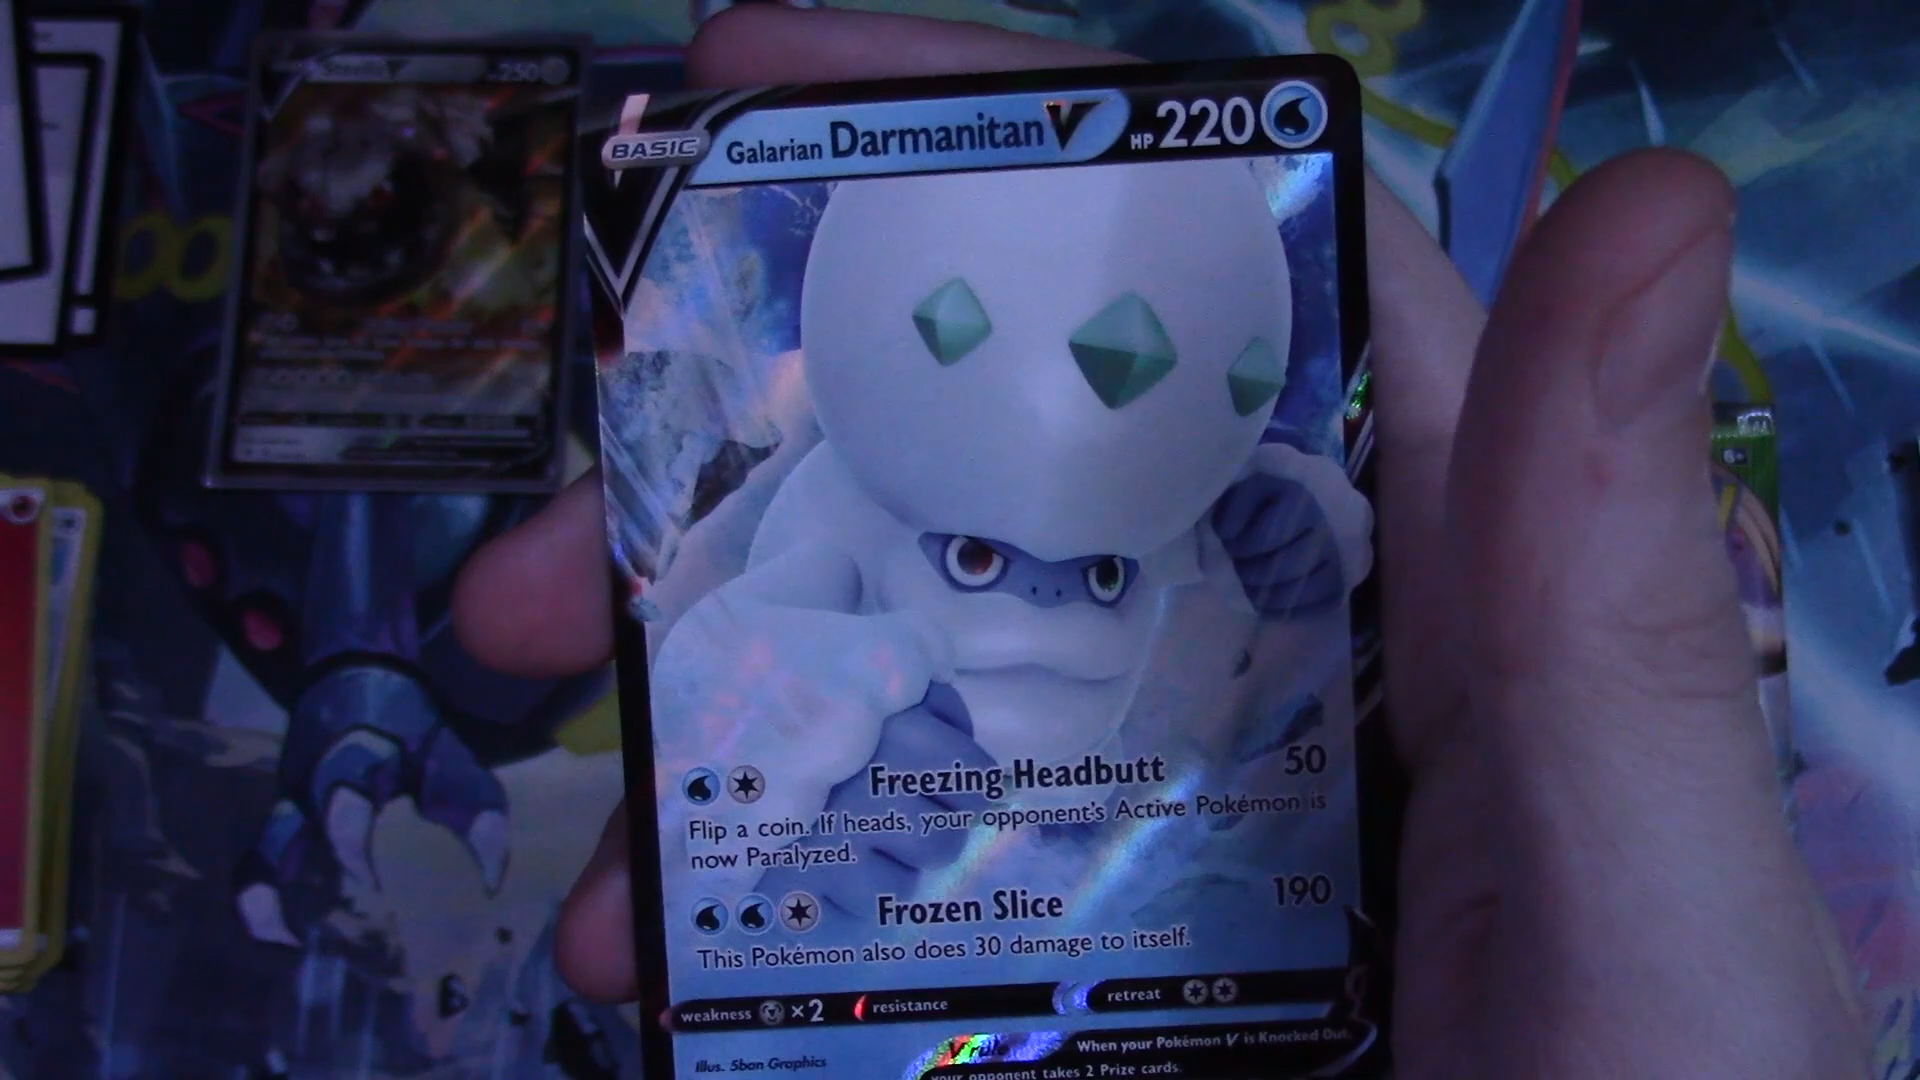 250
BASIC Galarian Darmanitan V HP 220
Freezing Headbutt 50
Flip a coin. If heads, your opponent's Active Pokémon is
now Paralyzed.
Frozen Slice 190
This Pokémon also does 30 damage to itself.
weakness ×2 resistance retreat
V rule When your Pokémon V is Knocked Out,
your opponent takes 2 Prize cards.
Illus. 5ban Graphics